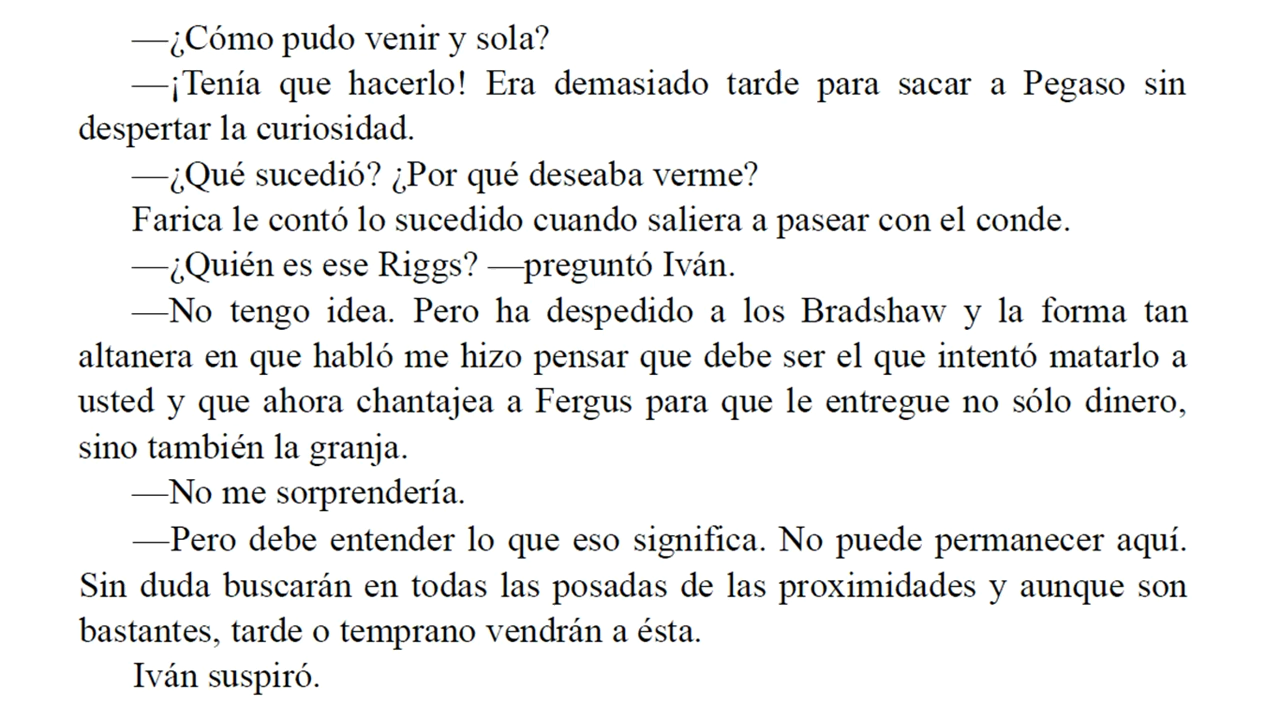 —¿Cómo pudo venir y sola?
—¡Tenía que hacerlo! Era demasiado tarde para sacar a Pegaso sin
despertar la curiosidad.
—¿Qué sucedió? ¿Por qué deseaba verme?
Farica le contó lo sucedido cuando saliera a pasear con el conde.
—¿Quién es ese Riggs? —preguntó Iván.
—No tengo idea. Pero ha despedido a los Bradshaw y la forma tan
altanera en que habló me hizo pensar que debe ser el que intentó matarlo a
usted y que ahora chantajea a Fergus para que le entregue no sólo dinero,
sino también la granja.
—No me sorprendería.
—Pero debe entender lo que eso significa. No puede permanecer aquí.
Sin duda buscarán en todas las posadas de las proximidades y aunque son
bastantes, tarde o temprano vendrán a ésta.
Iván suspiró.